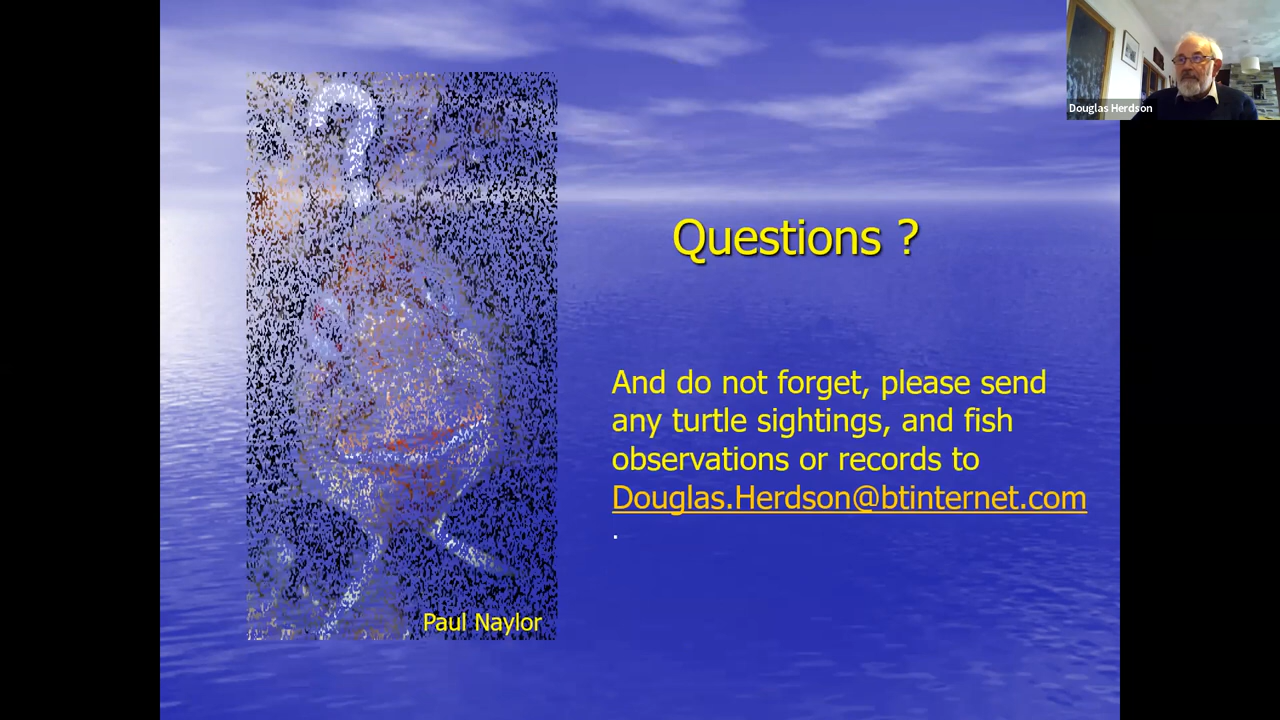 Douglas Herdson
Questions ?
And do not forget, please send
any turtle sightings, and fish
observations or records to
Douglas.Herdson@btinternet.com
.
Paul Naylor